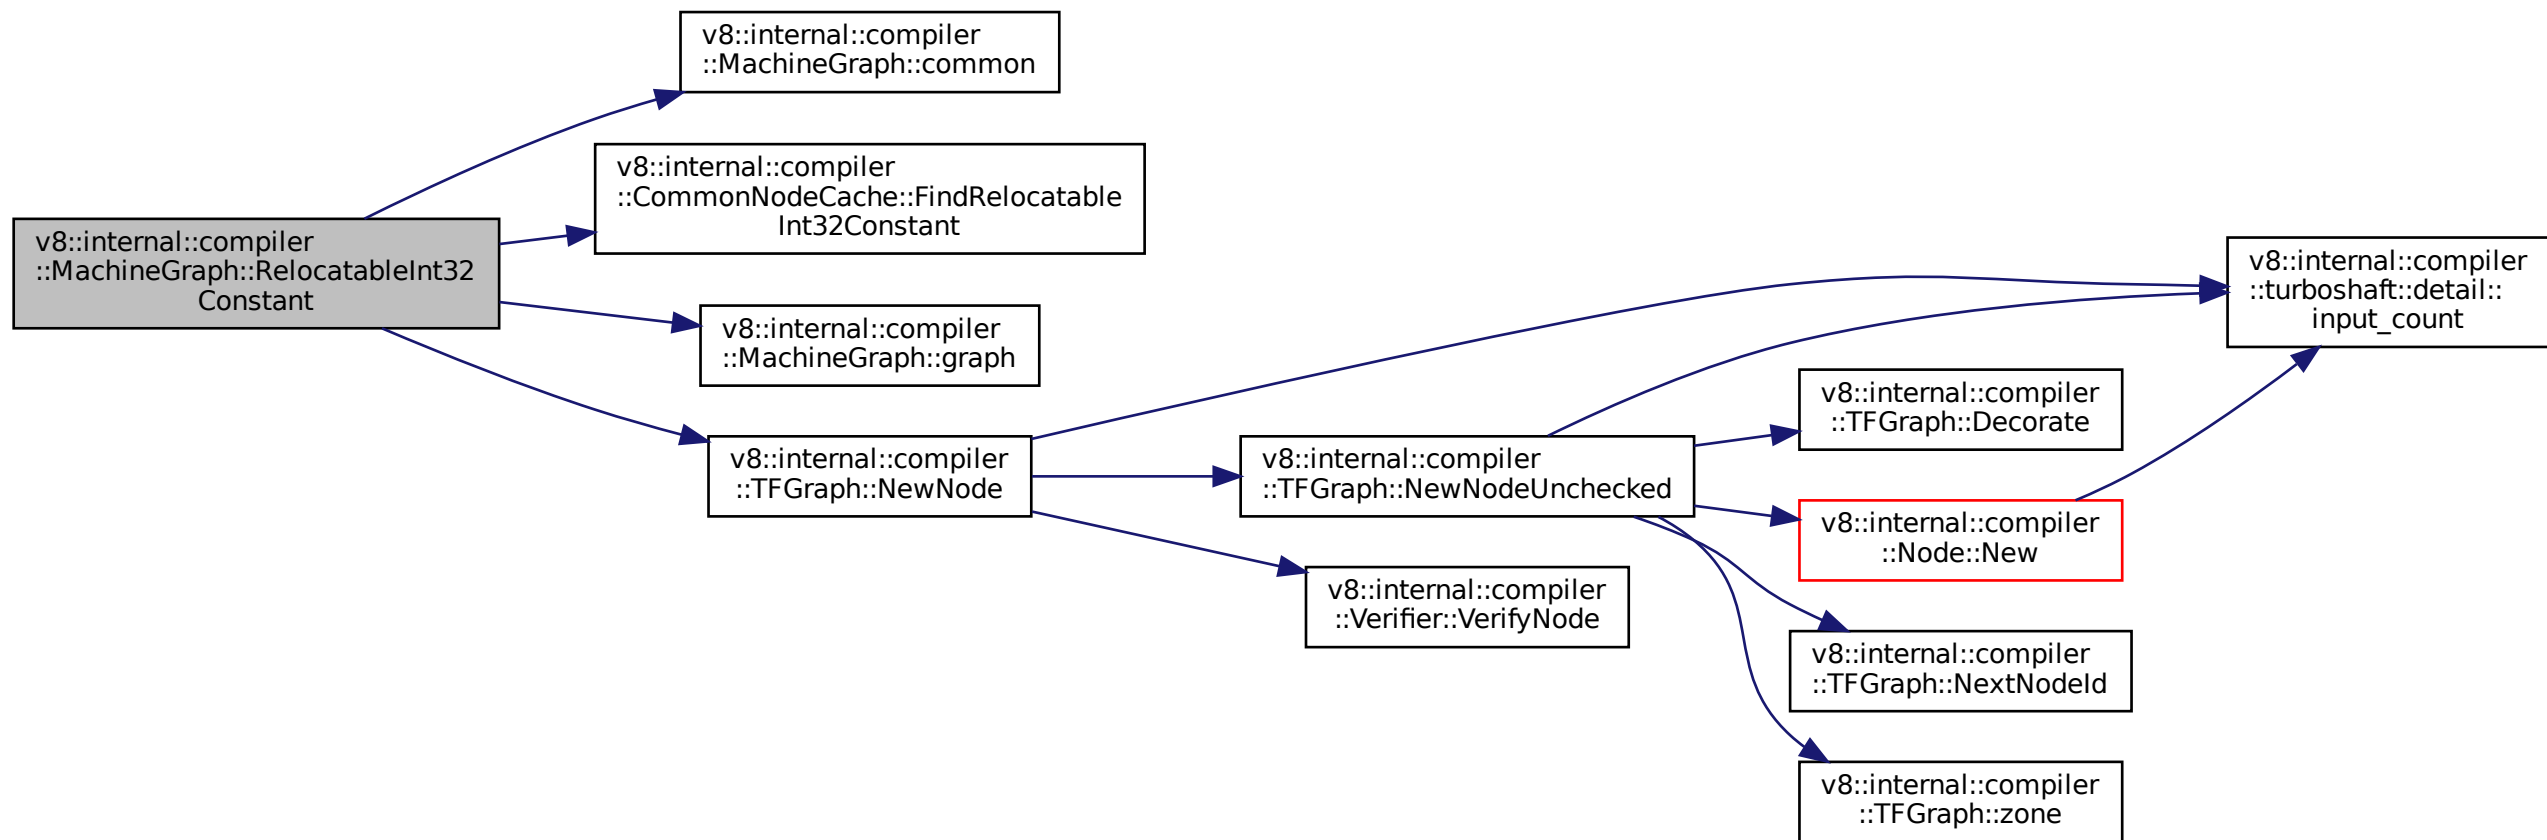 v8::internal::compiler
::MachineGraph::RelocatableInt32
Constant
v8::internal::compiler
::MachineGraph::common
v8::internal::compiler
::CommonNodeCache::FindRelocatable
Int32Constant
v8::internal::compiler
::MachineGraph::graph
v8::internal::compiler
::TFGraph::NewNode
v8::internal::compiler
::TFGraph::NewNodeUnchecked
v8::internal::compiler
::Verifier::VerifyNode
v8::internal::compiler
::turboshaft::detail::
input_count
v8::internal::compiler
::TFGraph::Decorate
v8::internal::compiler
::Node::New
v8::internal::compiler
::TFGraph::NextNodeId
v8::internal::compiler
::TFGraph::zone